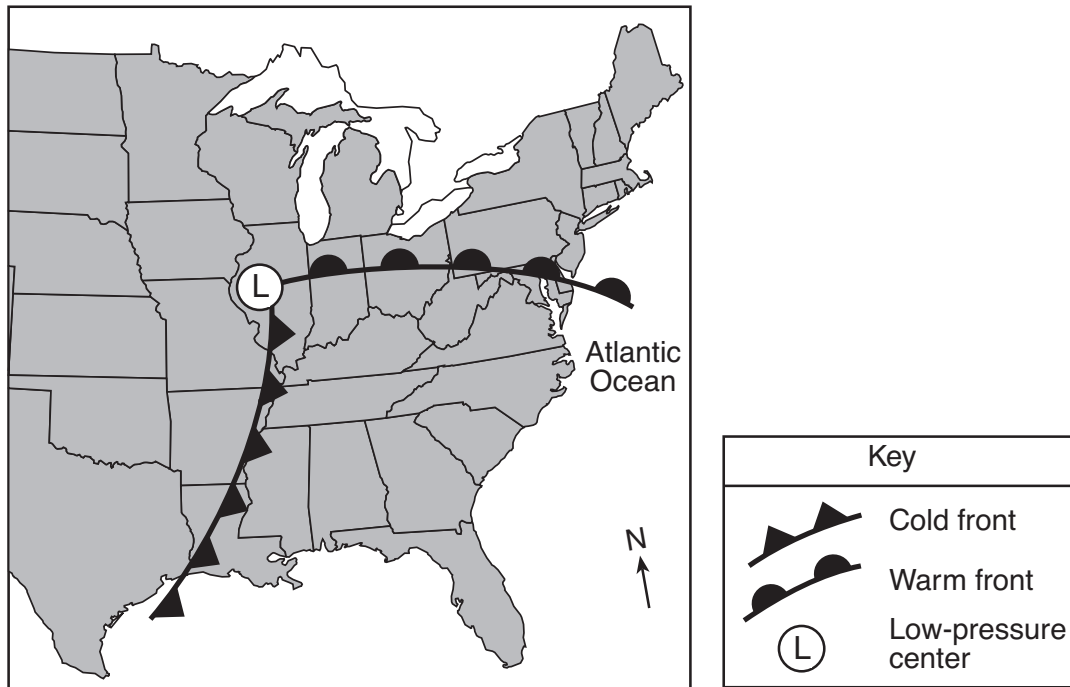 L
Atlantic
Ocean
N
Key
Cold front
Warm front
L
Low-pressure
center